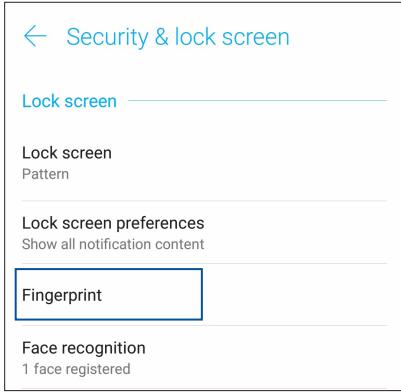 Security & lock screen
Lock screen
Lock screen
Pattern
Lock screen preferences
Show all notification content
Fingerprint
Face recognition
1 face registered